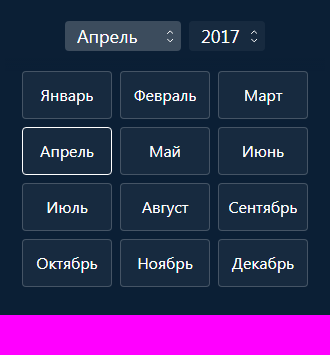 Апрель 2017
Январь Февраль Март
Апрель Май Июнь
Июль Август Сентябрь
Октябрь Ноябрь Декабрь